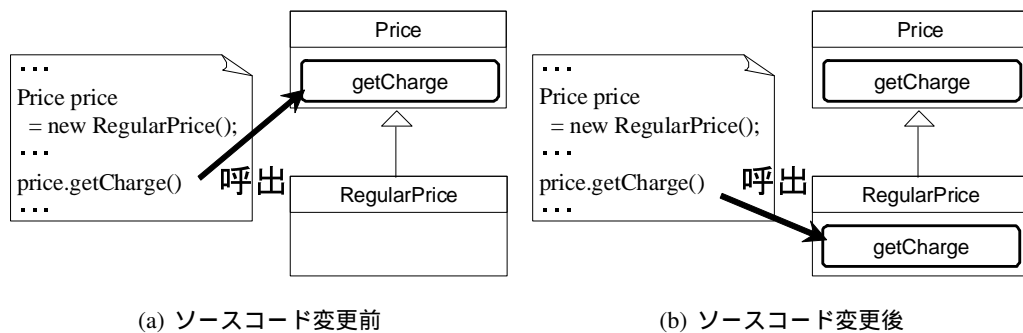 ...
Price price
= new RegularPrice();
...
price.getCharge()
...
呼出
Price
getCharge
RegularPrice
(a) ソースコード変更前
...
Price price
= new RegularPrice();
...
price.getCharge()
...
呼出
Price
getCharge
RegularPrice
getCharge
(b) ソースコード変更後